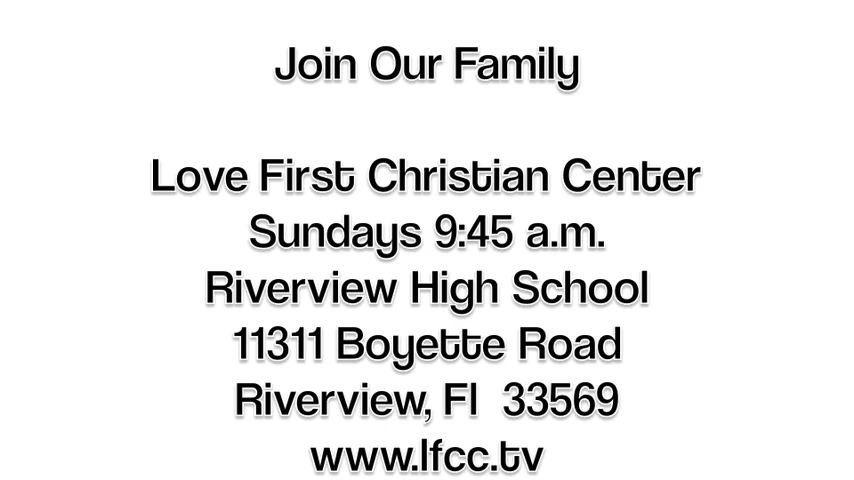 Join Our Family
Love First Christian Center
Sundays 9:45 a.m.
Riverview High School
11311 Boyette Road
Riverview, Fl  33569
www.lfcc.tv